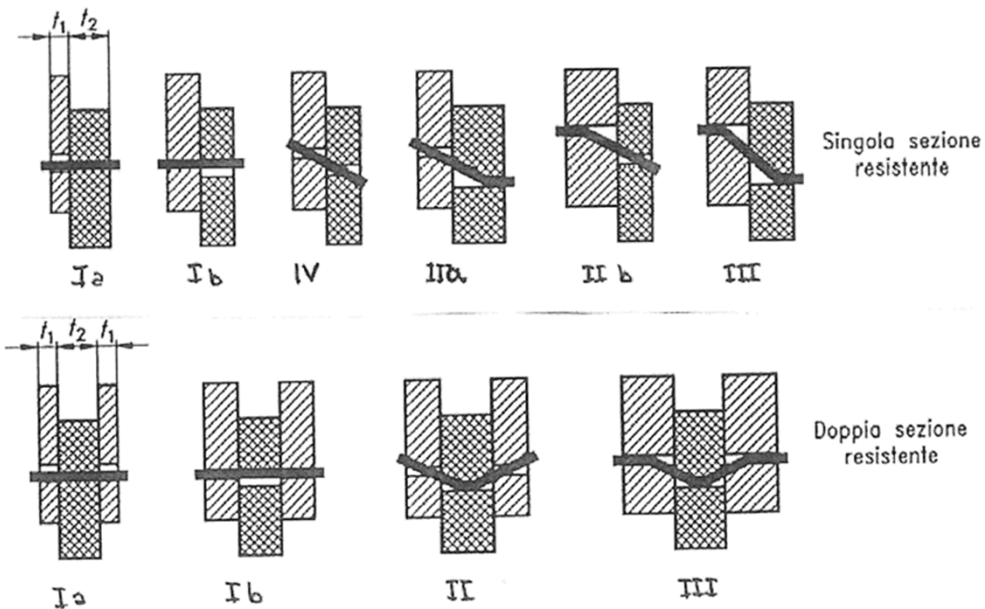 t₁ t₂
Singola sezione
resistente
Ia Ib IV IIa II b III
t₁ t₂ t₁
Doppia sezione
resistente
Ia Ib II III